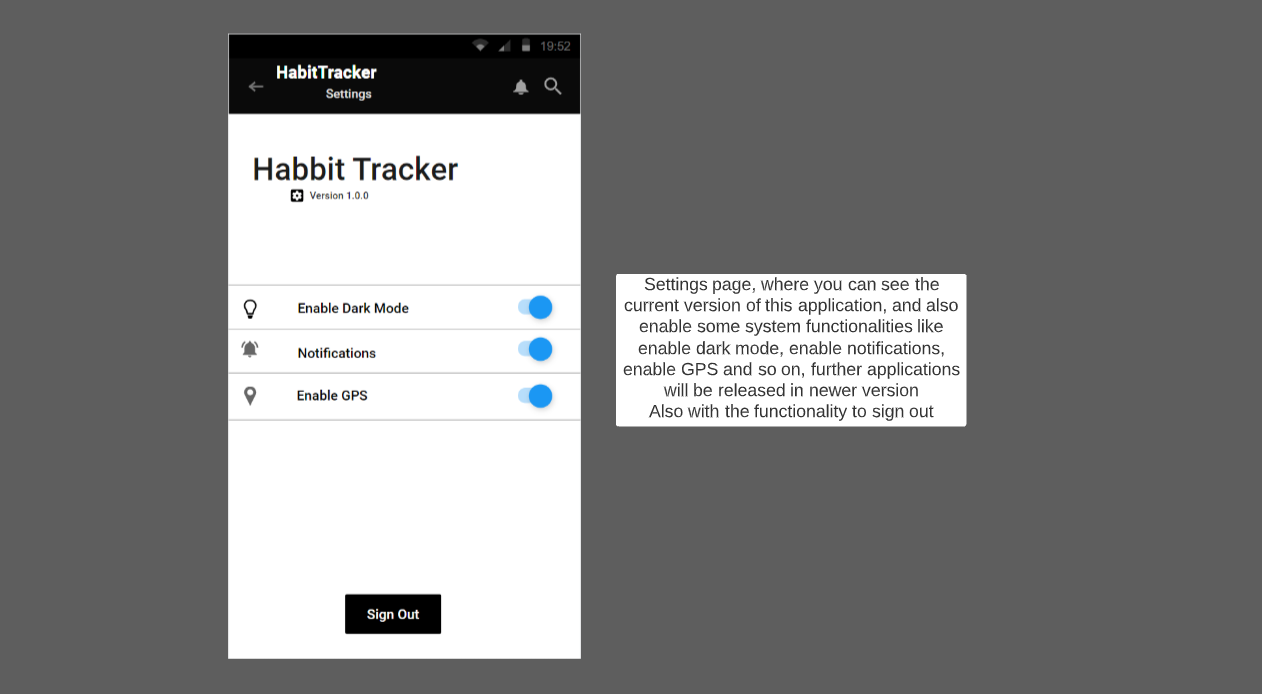 19:52
HabitTracker
Settings
Habbit Tracker
Version 1.0.0
Enable Dark Mode
Notifications
Enable GPS
Sign Out
Settings page, where you can see the
current version of this application, and also
enable some system functionalities like
enable dark mode, enable notifications,
enable GPS and so on, further applications
will be released in newer version
Also with the functionality to sign out